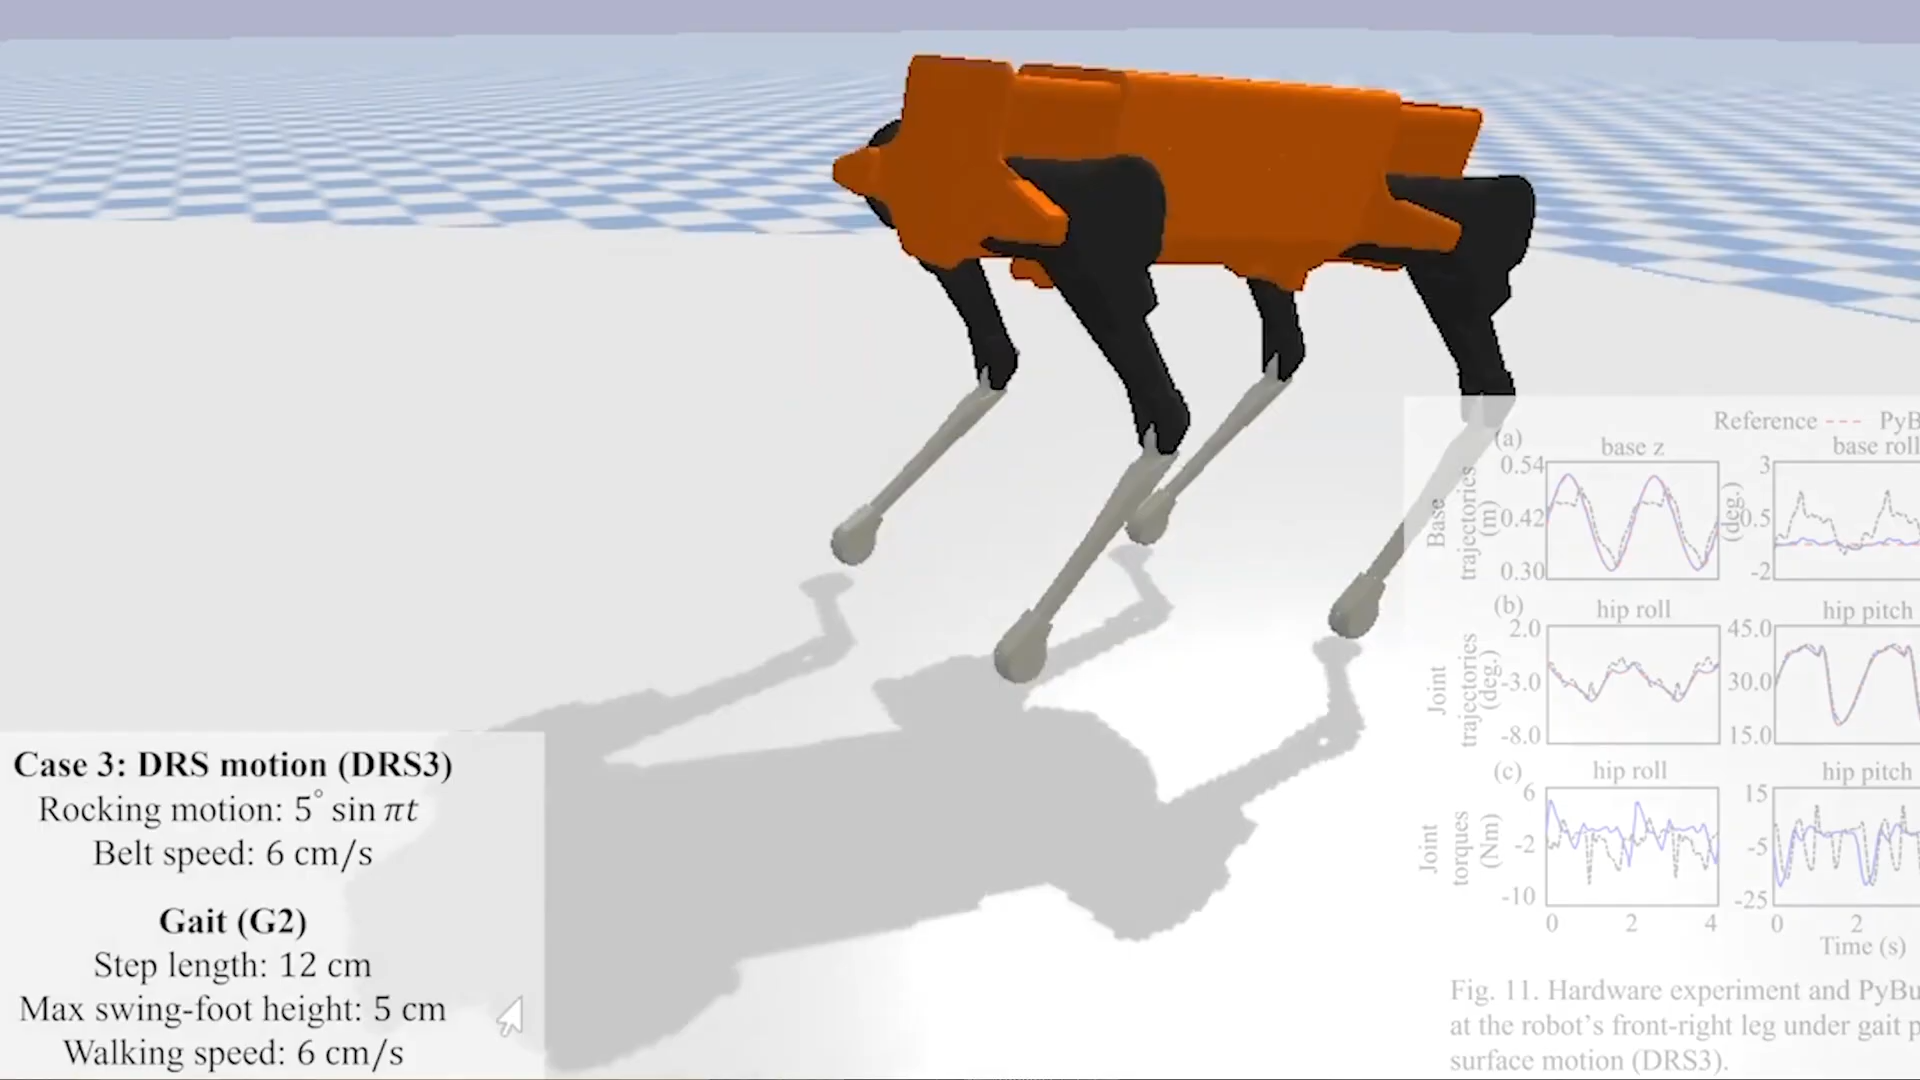 Case 3: DRS motion (DRS3)
Rocking motion: 5° sin πt
Belt speed: 6 cm/s
Gait (G2)
Step length: 12 cm
Max swing-foot height: 5 cm
Walking speed: 6 cm/s
Reference
(a)
base z
base roll
Base
trajectories
(m)
0.54
0.42
0.30
(deg.)
3
0.5
-2
(b)
hip roll
hip pitch
Joint
trajectories
(deg.)
2.0
-3.0
-8.0
45.0
30.0
15.0
(c)
hip roll
hip pitch
Joint
torques
(Nm)
6
-2
-10
15
-5
-25
0 2 4
0 2
Time (s)
Fig. 11. Hardware experiment and
at the robot's front-right leg under gait
surface motion (DRS3).